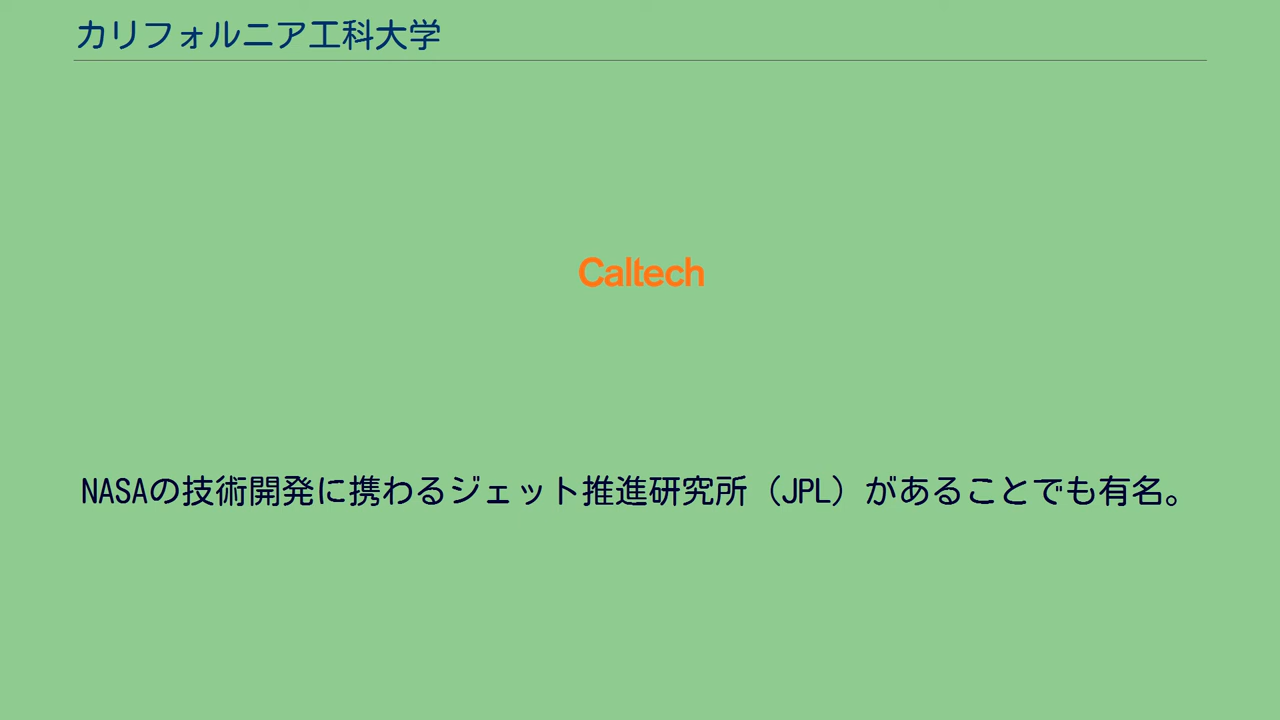 カリフォルニア工科大学
Caltech
NASAの技術開発に携わるジェット推進研究所（JPL）があることでも有名。